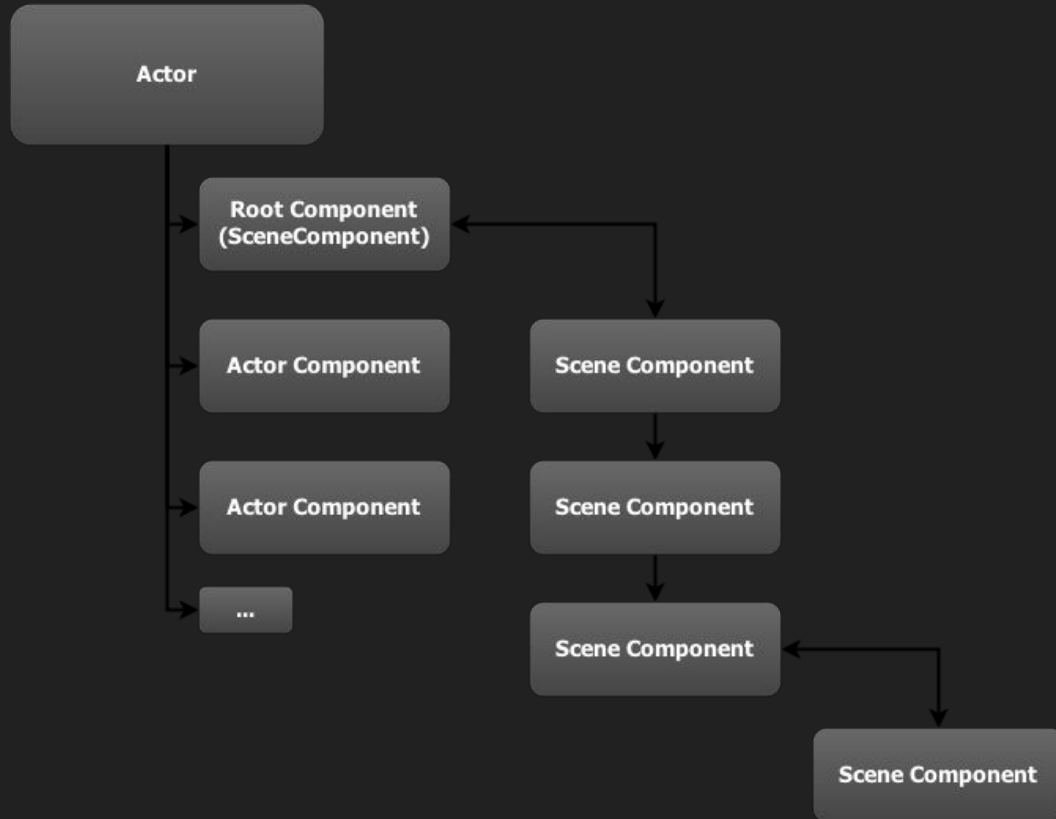 Actor
Root Component
(SceneComponent)
Actor Component
Scene Component
Actor Component
Scene Component
...
Scene Component
Scene Component